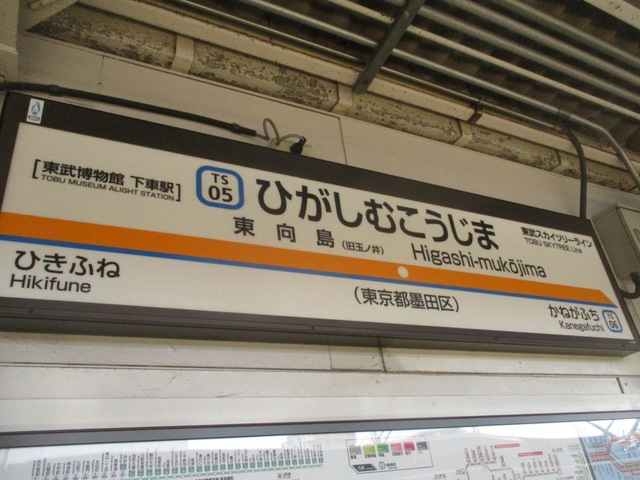 [東武博物館 下車駅]
TOBU MUSEUM ALIGHT STATION
TS
05
ひがしむこうじま
東向島
(旧玉ノ井)
Higashi-mukōjima
東武スカイツリーライン
TOBU SKYTREE Line
ひきふね
Hikifune
(東京都墨田区)
かねがふち
Kanegafuchi
TS
06